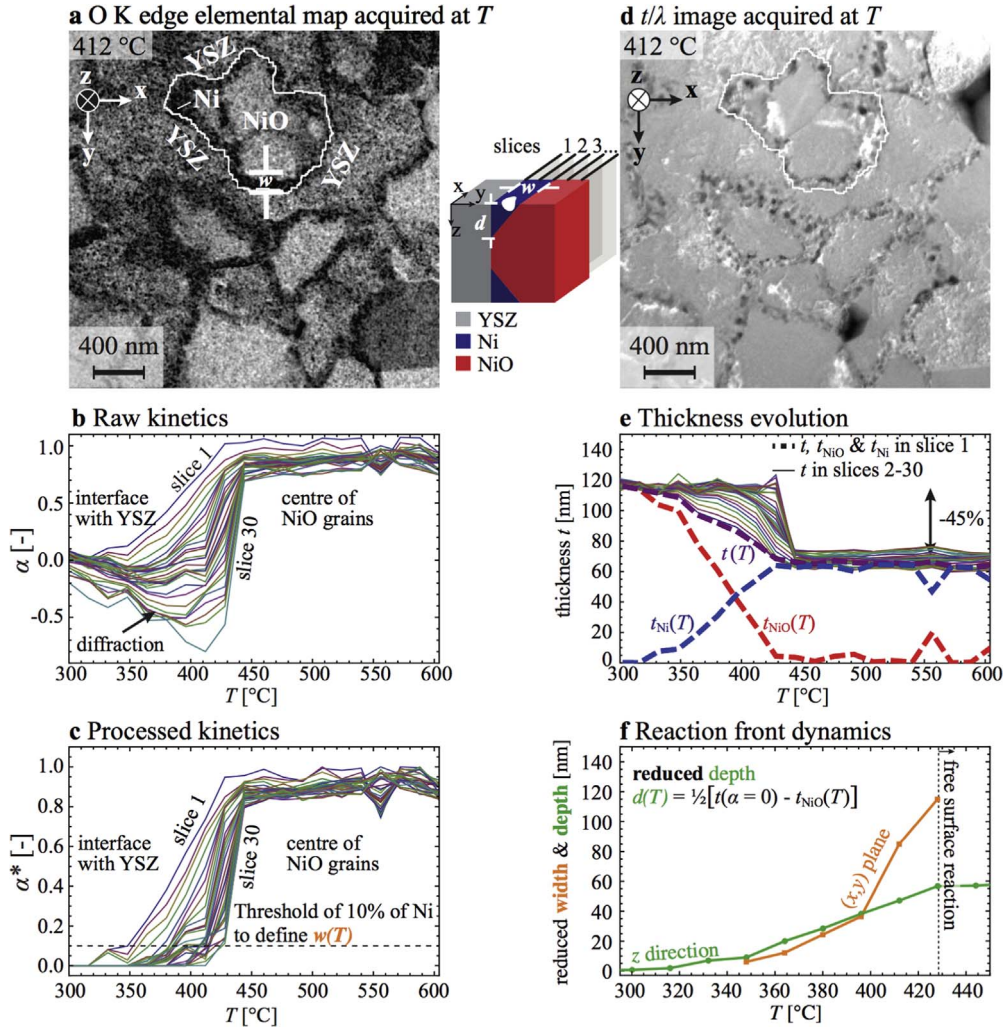 a O K edge elemental map acquired at T
412 °C
z
x
y
YSZ
Ni
NiO
YSZ
YSZ
w
400 nm
slices 1 2 3...
x
y
z
w
d
YSZ
Ni
NiO
d t/λ image acquired at T
412 °C
z
x
y
400 nm
b Raw kinetics
1.0
0.5
0.0
-0.5
α [-]
slice 1
interface
with YSZ
centre of
NiO grains
slice 30
diffraction
300 350 400 450 500 550 600
T [°C]
e Thickness evolution
140
120
100
80
60
40
20
0
thickness t [nm]
t, tNiO & tNi in slice 1
t in slices 2-30
-45%
t(T)
tNi(T)
tNiO(T)
300 350 400 450 500 550 600
T [°C]
c Processed kinetics
1.0
0.8
0.6
0.4
0.2
0.0
α* [-]
slice 1
interface
with YSZ
slice 30
centre of
NiO grains
Threshold of 10% of Ni
to define w(T)
300 350 400 450 500 550 600
T [°C]
f Reaction front dynamics
140
120
100
80
60
40
20
0
reduced width & depth [nm]
reduced depth
d(T) = ½[t(α = 0) - tNiO(T)]
(x,y) plane
z direction
free surface reaction
300 320 340 360 380 400 420 440
T [°C]